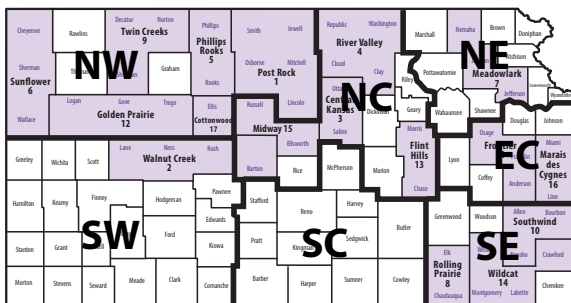 Cheyenne
Rawlins
Decatur
Norton
Twin Creeks
9
Phillips
Phillips
Rooks
5
Rooks
Smith
Jewell
Osborne
Mitchell
Post Rock
1
Lincoln
Republic
Washington
River Valley
4
Cloud
Clay
Marshall
Nemaha
Brown
Doniphan
NE
Atchison
Meadowlark
7
Jefferson
Sherman
Sunflower
6
Wallace
NW
Graham
Logan
Gove
Trego
Golden Prairie
12
Ellis
Cottonwood
17
Russell
Midway 15
Ellsworth
Barton
Rice
NC
Central
Kansas
3
Saline
Riley
Geary
Pottawatomie
Wabaunsee
Shawnee
Douglas
Johnson
Wyandotte
Morris
Flint
Hills
13
Chase
McPherson
Marion
Lyon
Osage
Frontier
EC
Coffey
Anderson
Miami
Marais
des
Cygnes
16
Linn
Greeley
Wichita
Scott
Lane
Ness
Rush
Walnut Creek
2
Hamilton
Kearny
Finney
Hodgeman
Pawnee
Edwards
Stafford
Reno
Harvey
Sedgwick
Butler
Greenwood
Woodson
Allen
Bourbon
Southwind
10
Stanton
Grant
SW
Ford
Kiowa
Pratt
Kingman
SC
SE
Crawford
Elk
Rolling
Prairie
8
Chautauqua
Wildcat
14
Montgomery
Labette
Cherokee
Morton
Stevens
Seward
Meade
Clark
Comanche
Barber
Harper
Sumner
Cowley